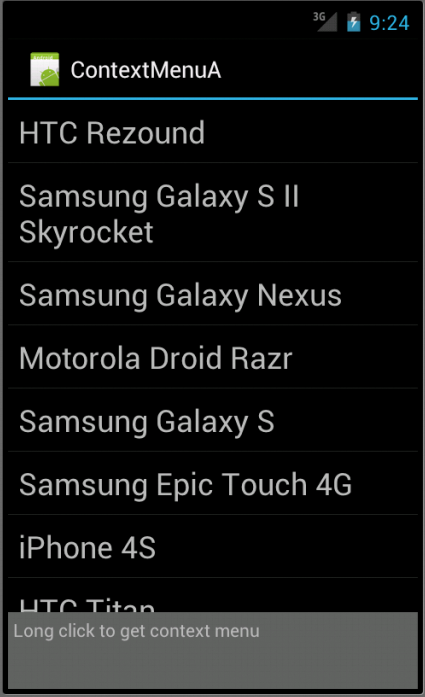 3G 9:24
ContextMenuA
HTC Rezound
Samsung Galaxy S II
Skyrocket
Samsung Galaxy Nexus
Motorola Droid Razr
Samsung Galaxy S
Samsung Epic Touch 4G
iPhone 4S
HTC Titan
Long click to get context menu